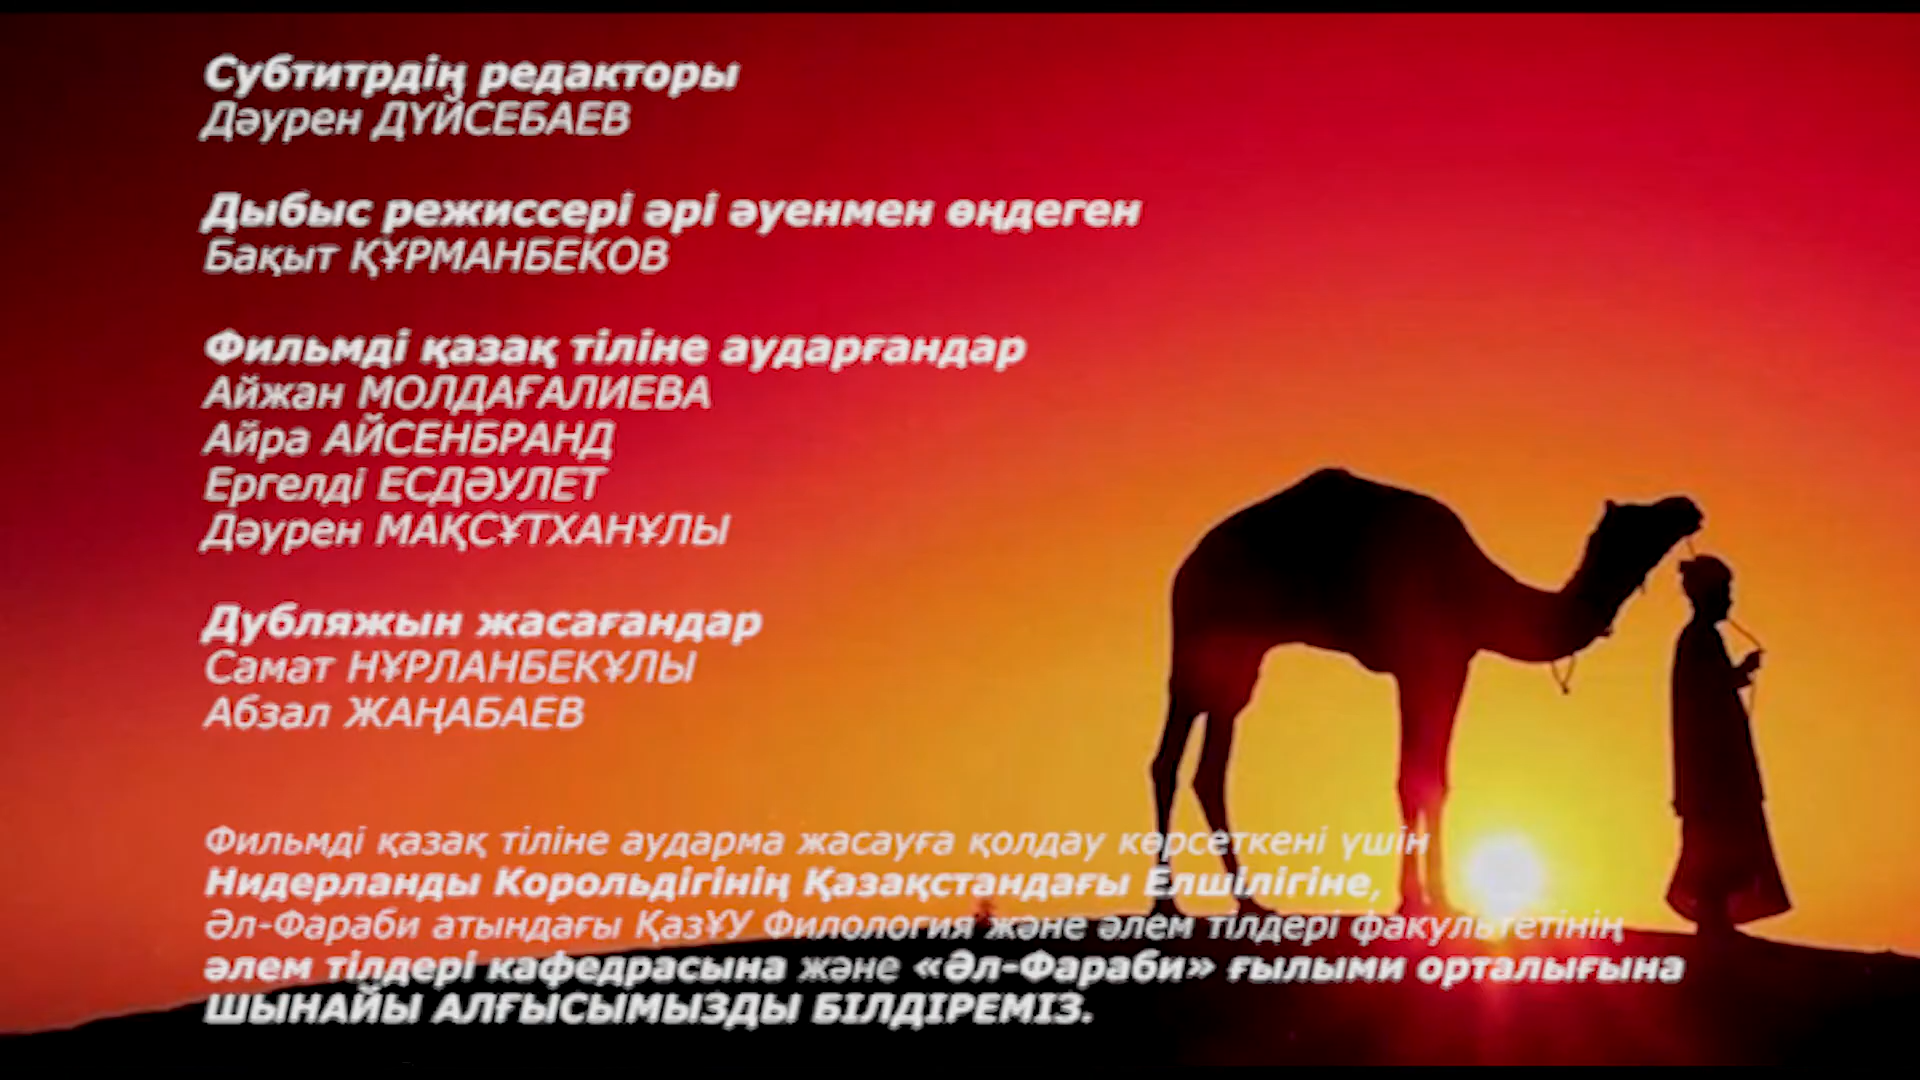 Субтитрдің редакторы
Дәурен ДҮЙСЕБАЕВ
Дыбыс режиссері әрі әуенмен өңдеген
Бақыт ҚҰРМАНБЕКОВ
Фильмді қазақ тіліне аударғандар
Айжан МОЛДАҒАЛИЕВА
Айра АЙСЕНБРАНД
Ергелді ЕСДӘУЛЕТ
Дәурен МАҚСҰТХАНҰЛЫ
Дубляжын жасағандар
Самат НҰРЛАНБЕКҰЛЫ
Абзал ЖАҢАБАЕВ
Фильмді қазақ тіліне аударма жасауға қолдау көрсеткені үшін
Нидерланды Корольдігінің Қазақстандағы Елшілігіне,
Әл-Фараби атындағы ҚазҰУ Филология және әлем тілдері факультетінің
әлем тілдері кафедрасына және «Әл-Фараби» ғылыми орталығына
ШЫНАЙЫ АЛҒЫСЫМЫЗДЫ БІЛДІРЕМІЗ.